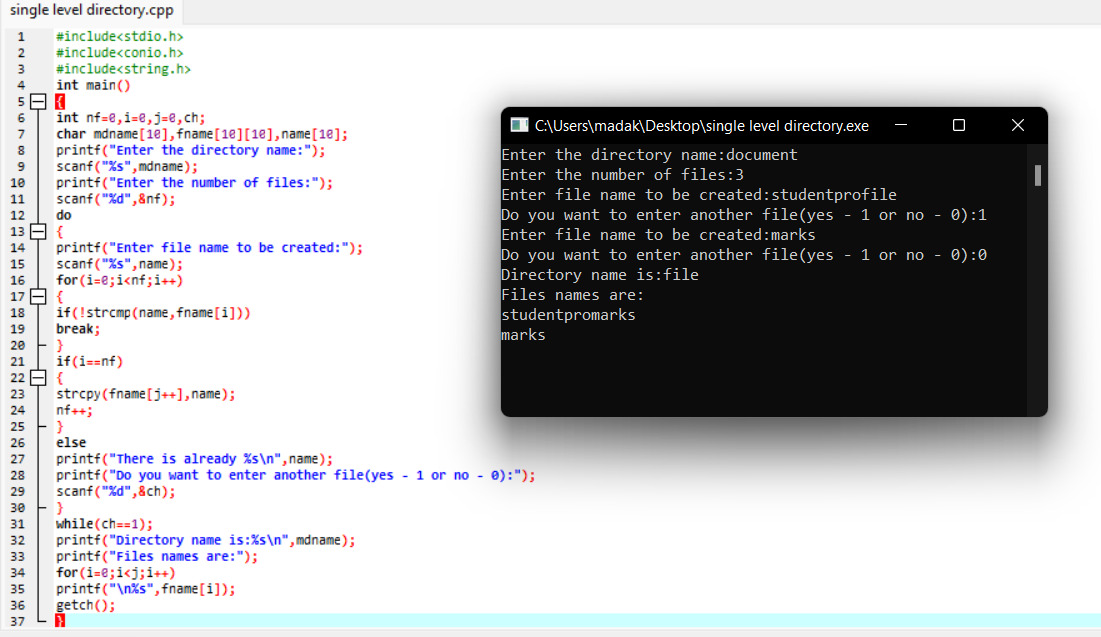 single level directory.cpp
1 #include<stdio.h>
2 #include<conio.h>
3 #include<string.h>
4 int main()
5 {
6 int nf=0,i=0,j=0,ch;
7 char mdname[10],fname[10][10],name[10];
8 printf("Enter the directory name:");
9 scanf("%s",mdname);
10 printf("Enter the number of files:");
11 scanf("%d",&nf);
12 do
13 {
14 printf("Enter file name to be created:");
15 scanf("%s",name);
16 for(i=0;i<nf;i++)
17 {
18 if(!strcmp(name,fname[i]))
19 break;
20 }
21 if(i==nf)
22 {
23 strcpy(fname[j++],name);
24 nf++;
25 }
26 else
27 printf("There is already %s\n",name);
28 printf("Do you want to enter another file(yes - 1 or no - 0):");
29 scanf("%d",&ch);
30 }
31 while(ch==1);
32 printf("Directory name is:%s\n",mdname);
33 printf("Files names are:");
34 for(i=0;i<j;i++)
35 printf("\n%s",fname[i]);
36 getch();
37 }
C:\Users\madak\Desktop\single level directory.exe
Enter the directory name:document
Enter the number of files:3
Enter file name to be created:studentprofile
Do you want to enter another file(yes - 1 or no - 0):1
Enter file name to be created:marks
Do you want to enter another file(yes - 1 or no - 0):0
Directory name is:file
Files names are:
studentpromarks
marks